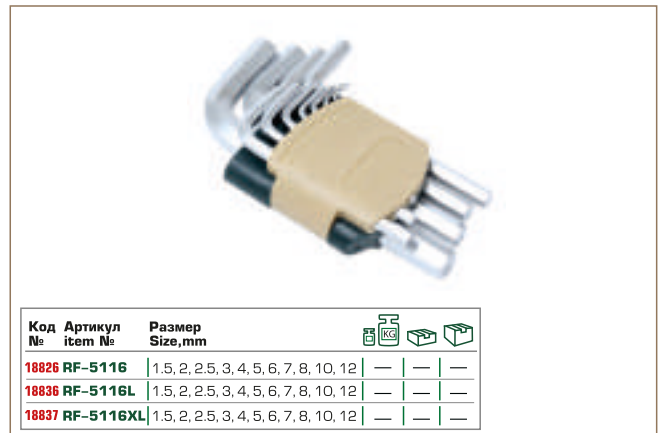 Код Артикул Размер
№ item № Size,mm KG
18826 RF–5116 1.5, 2, 2.5, 3, 4, 5, 6, 7, 8, 10, 12 — — —
18836 RF–5116L 1.5, 2, 2.5, 3, 4, 5, 6, 7, 8, 10, 12 — — —
18837 RF–5116XL 1.5, 2, 2.5, 3, 4, 5, 6, 7, 8, 10, 12 — — —